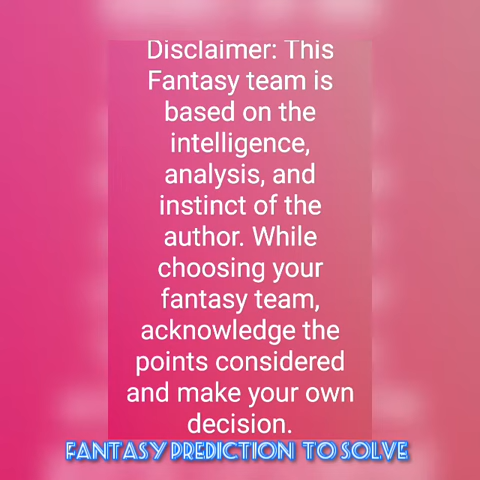 Disclaimer: This
Fantasy team is
based on the
intelligence,
analysis, and
instinct of the
author. While
choosing your
fantasy team,
acknowledge the
points considered
and make your own
decision.
FANTASY PREDICTION TO SOLVE